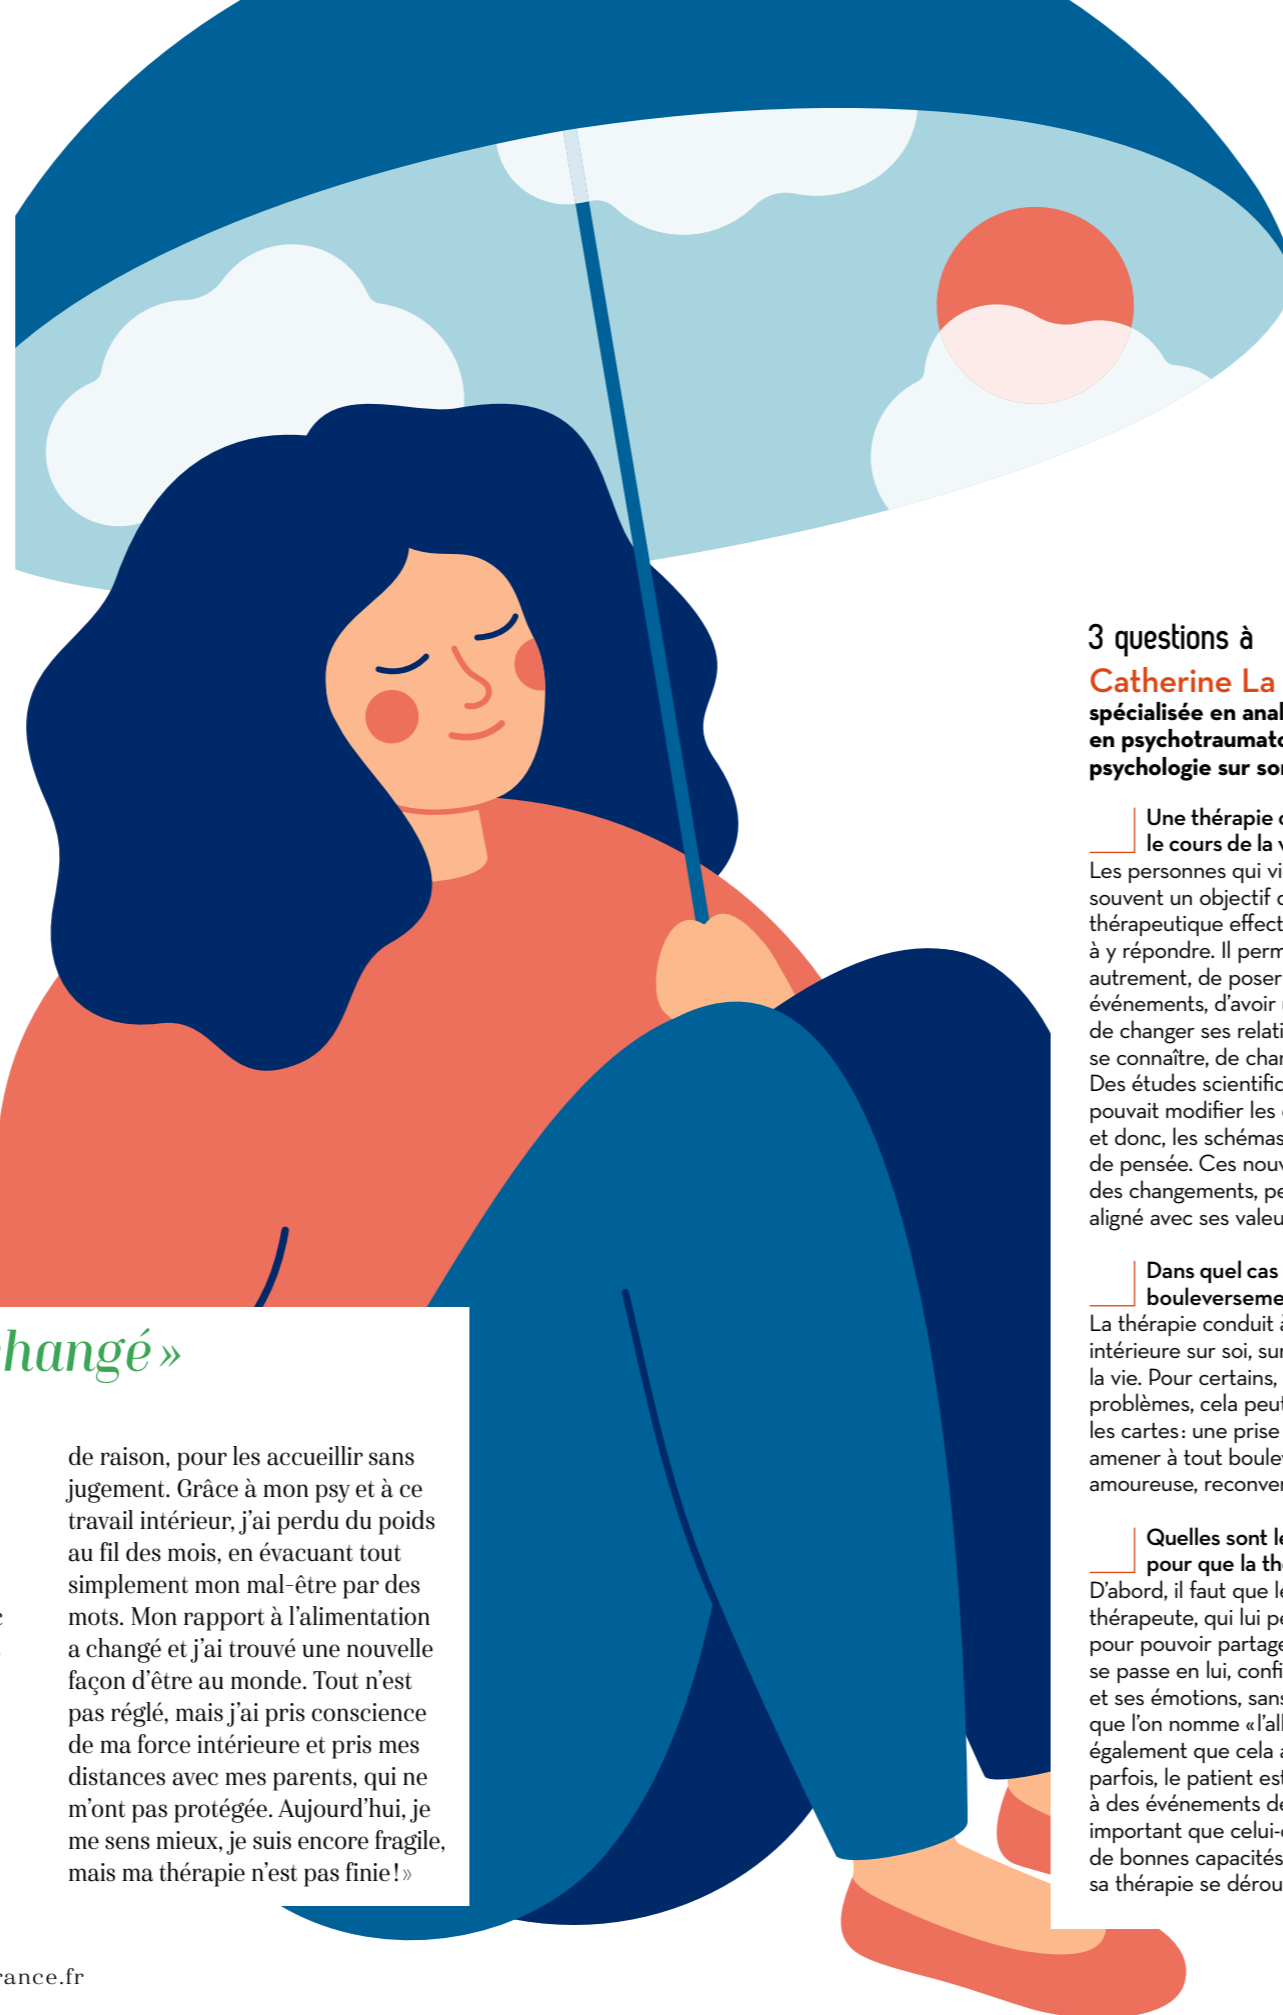 hangé »
de raison, pour les accueillir sans
jugement. Grâce à mon psy et à ce
travail intérieur, j’ai perdu du poids
au fil des mois, en évacuant tout
simplement mon mal-être par des
mots. Mon rapport à l’alimentation
a changé et j’ai trouvé une nouvelle
façon d’être au monde. Tout n’est
pas réglé, mais j’ai pris conscience
de ma force intérieure et pris mes
distances avec mes parents, qui ne
m’ont pas protégée. Aujourd’hui, je
me sens mieux, je suis encore fragile,
mais ma thérapie n’est pas finie! »
rance.fr
3 questions à
Catherine La
spécialisée en anal
en psychotraumato
psychologie sur so
Une thérapie
le cours de la v
Les personnes qui vi
souvent un objectif
thérapeutique effect
à y répondre. Il perm
autrement, de poser
événements, d’avoir
de changer ses relati
se connaître, de chan
Des études scientific
pouvait modifier les
et donc, les schémas
de pensée. Ces nouv
des changements, pe
aligné avec ses valeu
Dans quel cas
bouleverseme
La thérapie conduit à
intérieure sur soi, sur
la vie. Pour certains,
problèmes, cela peut
les cartes: une prise
amener à tout boulev
amoureuse, reconver
Quelles sont le
pour que la th
D’abord, il faut que le
thérapeute, qui lui pe
pour pouvoir partage
se passe en lui, confi
et ses émotions, sans
que l’on nomme «l’all
également que cela a
parfois, le patient est
à des événements de
important que celui-c
de bonnes capacités
sa thérapie se dérou